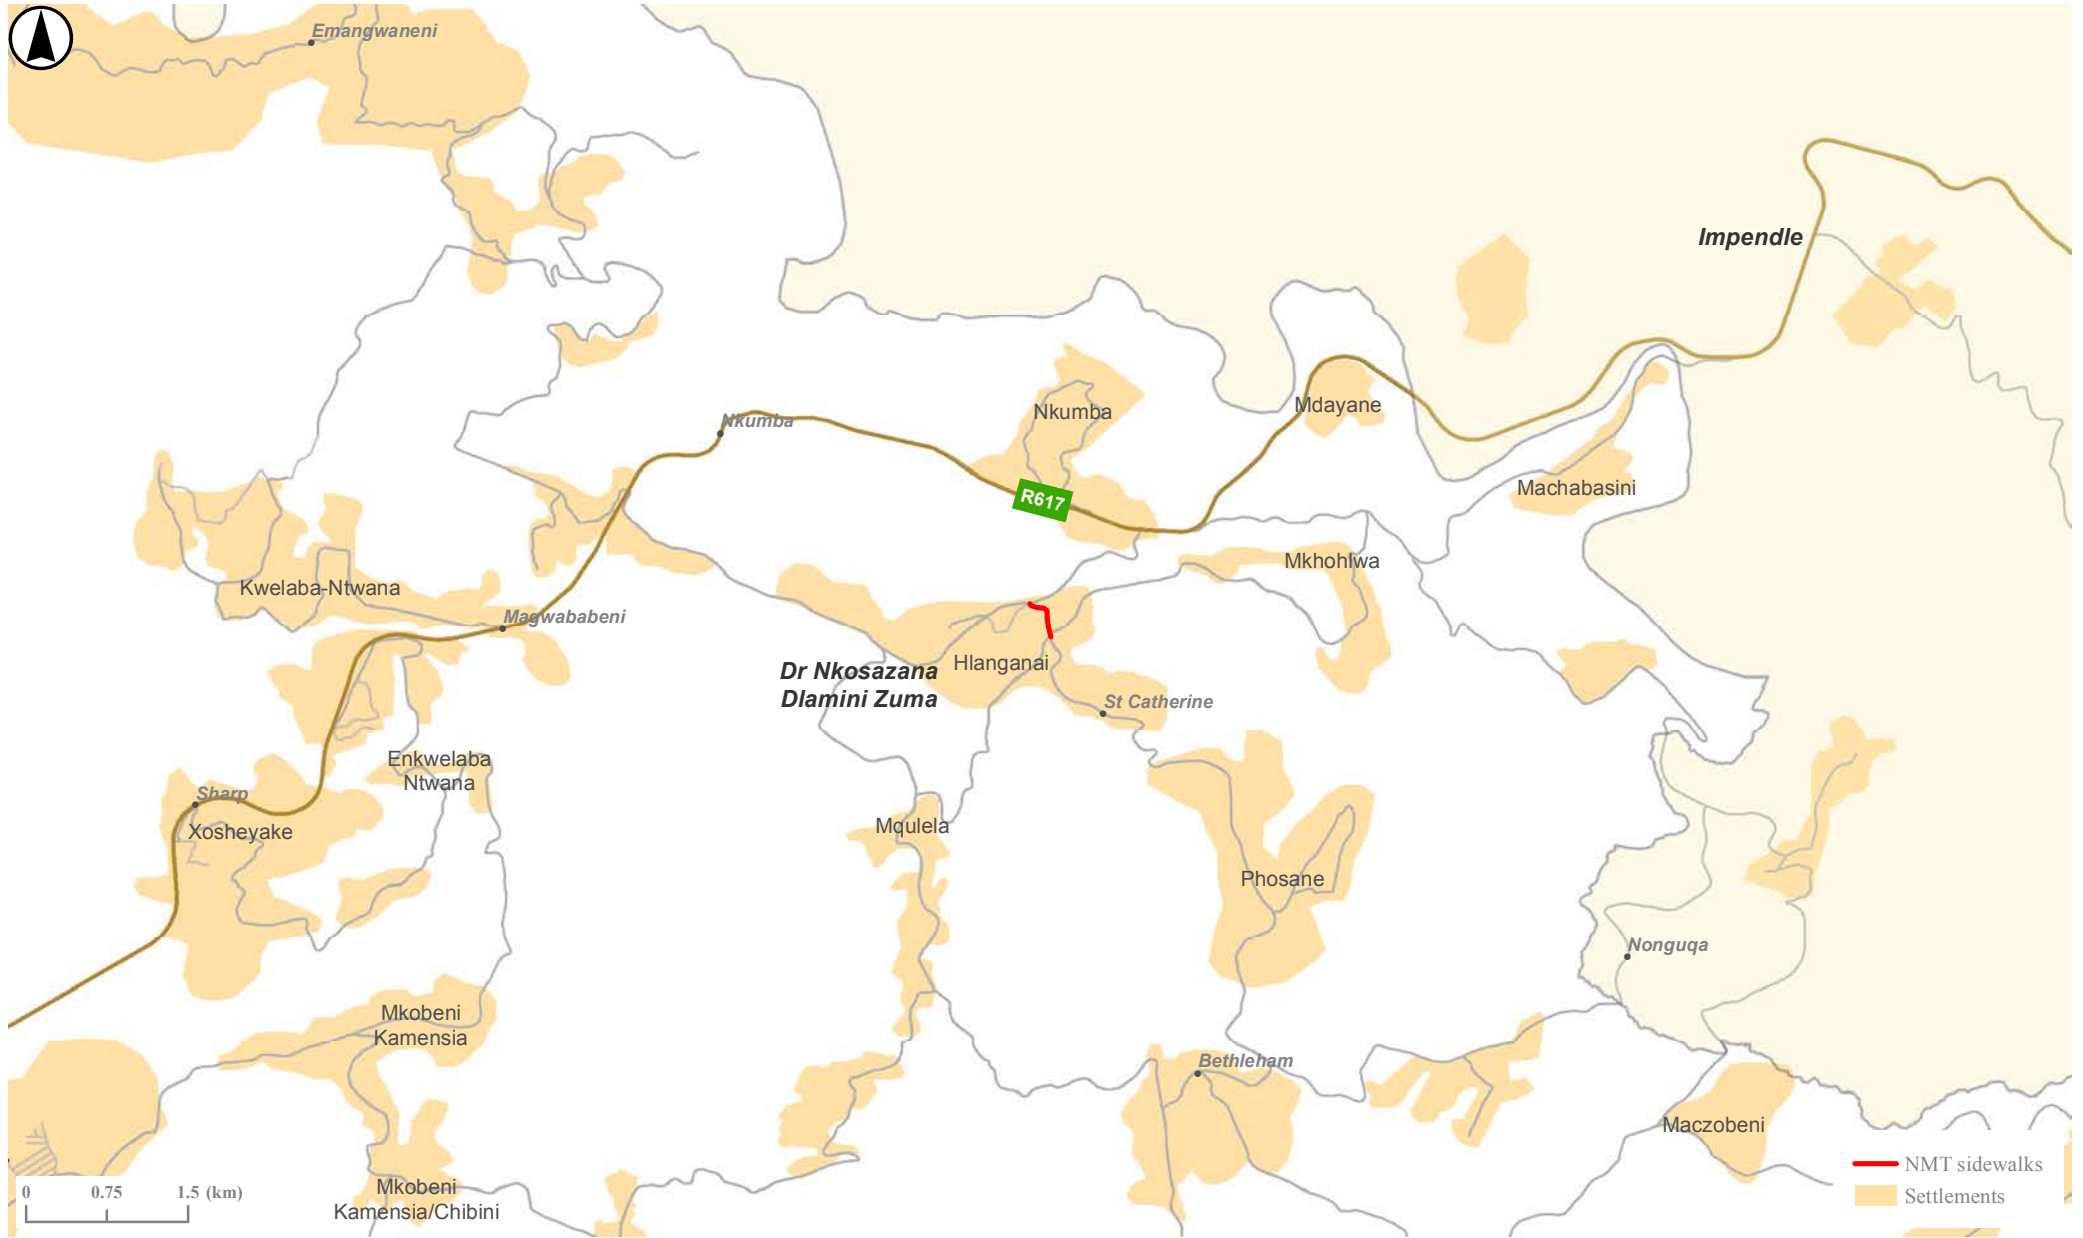 Emangwaneni
Impendle
Nkumba
Mdayane
Nkumba
Machabasini
R617
Mkhohlwa
Kwelaba-Ntwana
Magwababeni
Hlanganai
Dr Nkosazana
Dlamini Zuma
St Catherine
Enkwelaba
Ntwana
Sharp
Xosheyake
Mqulela
Phosane
Nonguqa
Mkobeni
Kamensia
Bethleham
Maczobeni
NMT sidewalks
Settlements
0 0.75 1.5 (km)
Mkobeni
Kamensia/Chibini